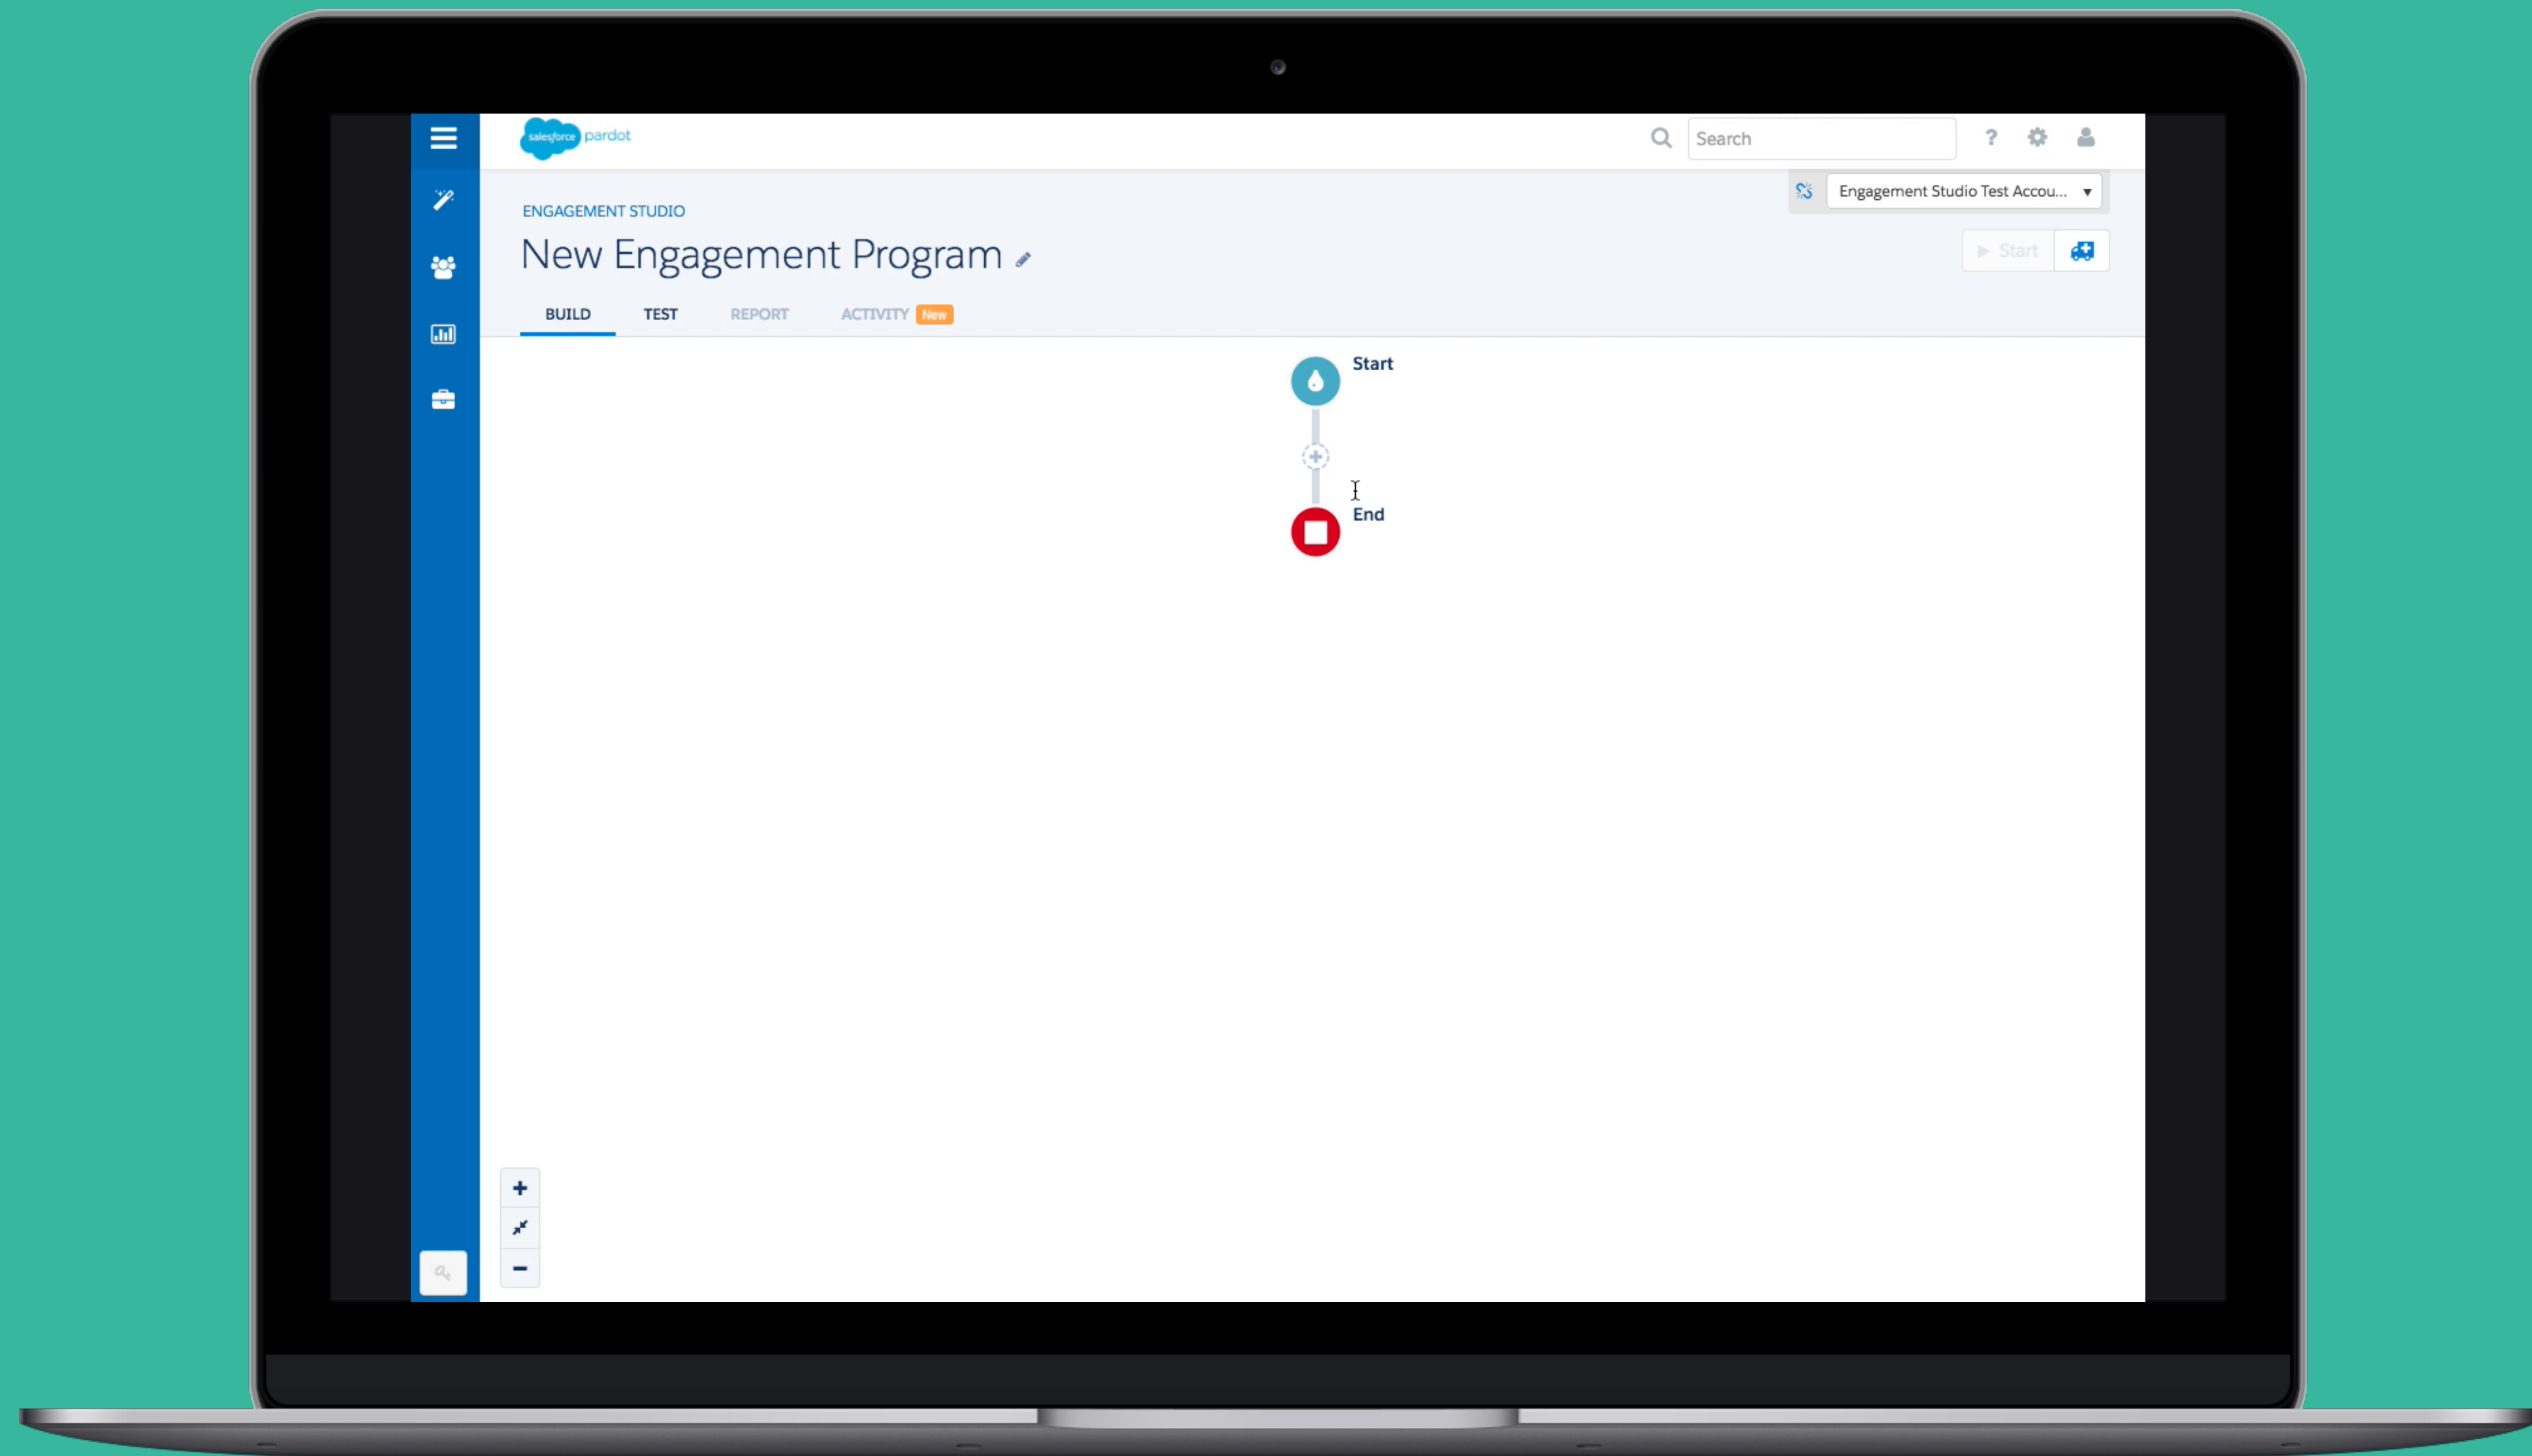 salesforce pardot
Search
?
Engagement Studio Test Accou...
ENGAGEMENT STUDIO
New Engagement Program
Start
BUILD TEST REPORT ACTIVITY New
Start
End